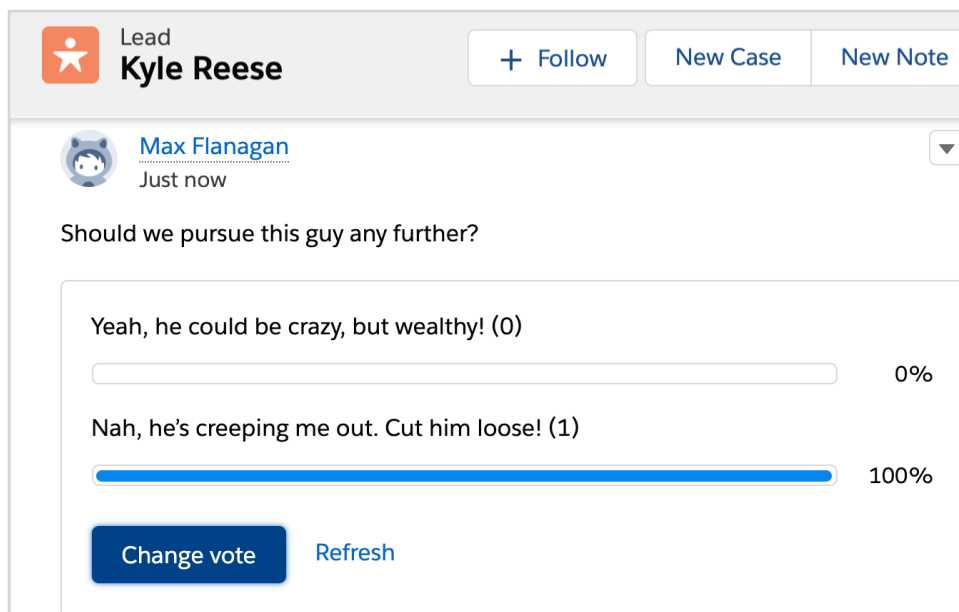 Lead
Kyle Reese
+ Follow
New Case
New Note
Max Flanagan
Just now
Should we pursue this guy any further?
Yeah, he could be crazy, but wealthy! (0)
0%
Nah, he’s creeping me out. Cut him loose! (1)
100%
Change vote
Refresh